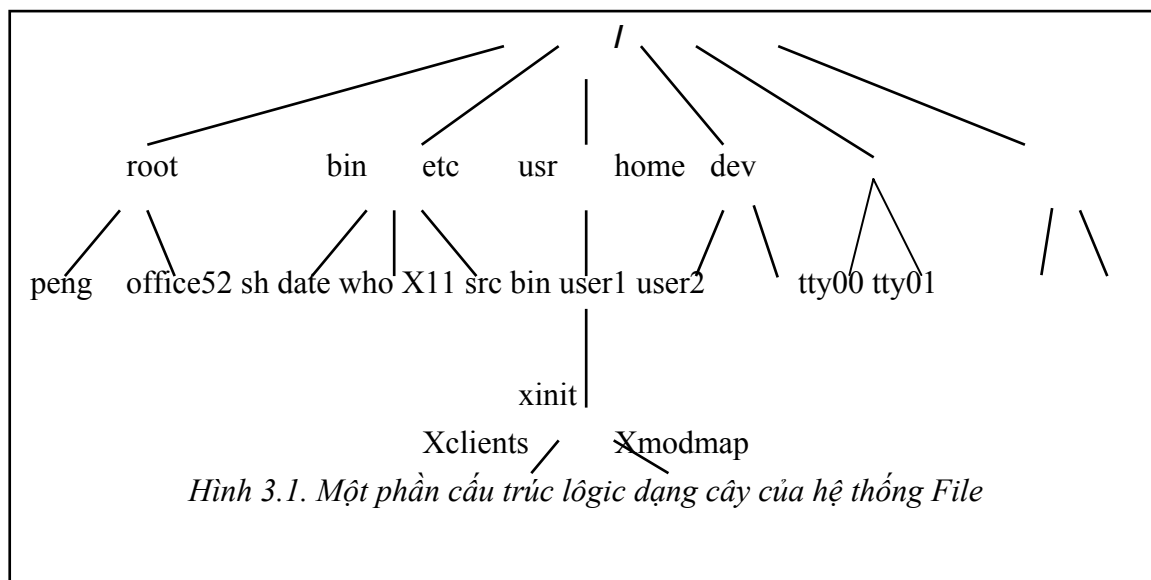 /
root bin etc usr home dev
peng office52 sh date who X11 src bin user1 user2 tty00 tty01
xinit
Xclients Xmodmap
Hình 3.1. Một phần cấu trúc lôgic dạng cây của hệ thống File